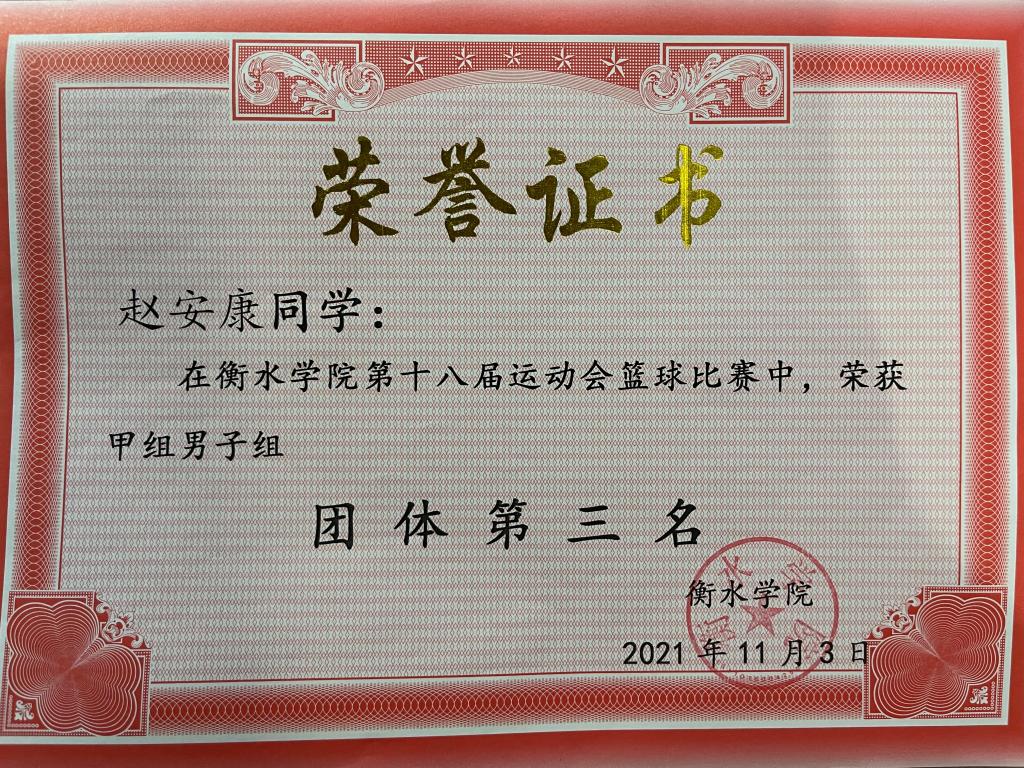 荣誉证书
赵安康同学：
在衡水学院第十八届运动会篮球比赛中，荣获
甲组男子组
团体第三名
衡水学院
2021 年 11 月 3 日